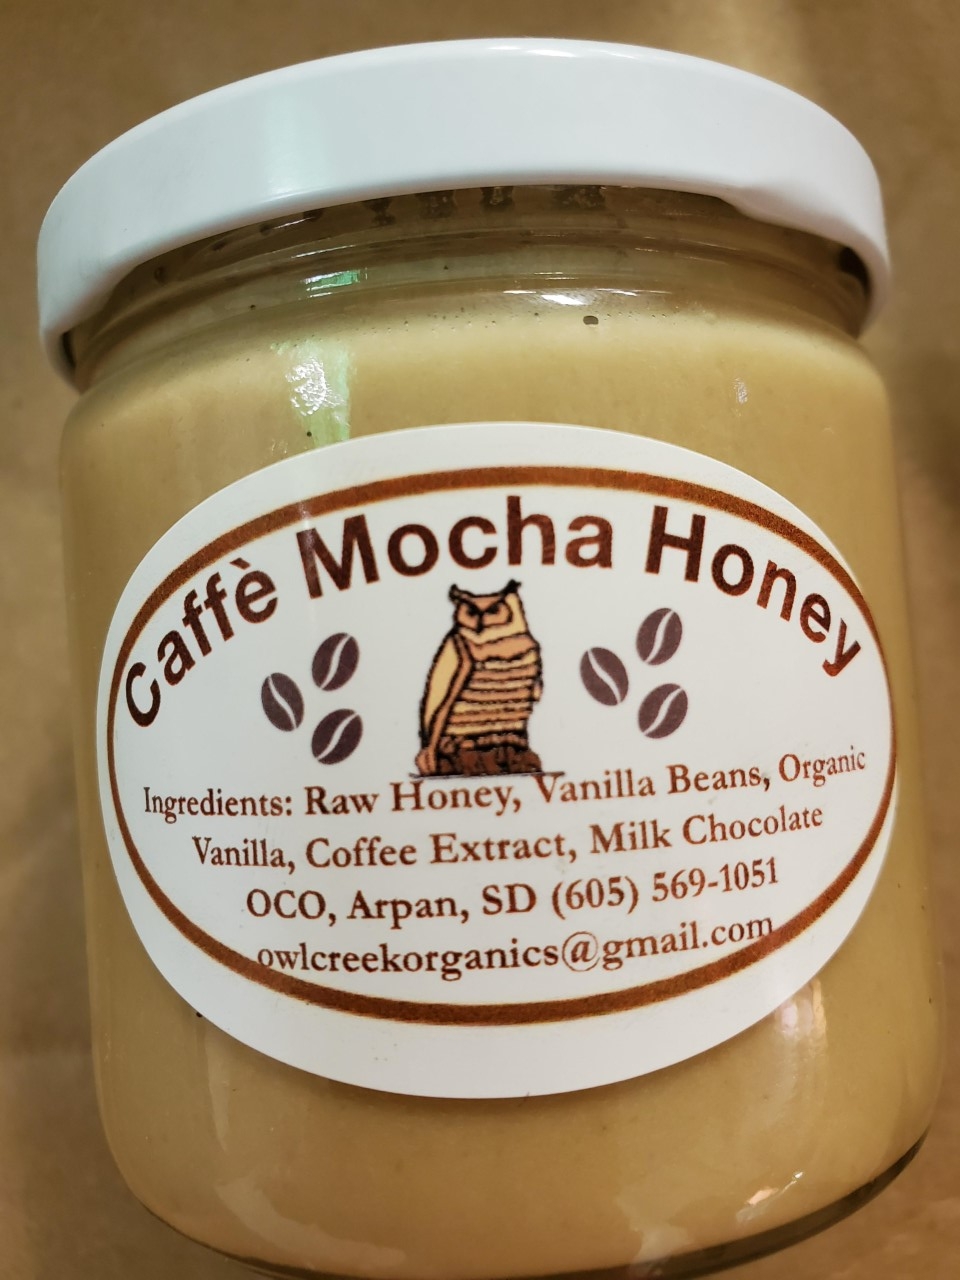 Caffè Mocha Honey
Ingredients: Raw Honey, Vanilla Beans, Organic
Vanilla, Coffee Extract, Milk Chocolate
OCO, Arpan, SD (605) 569-1051
owlcreekorganics@gmail.com